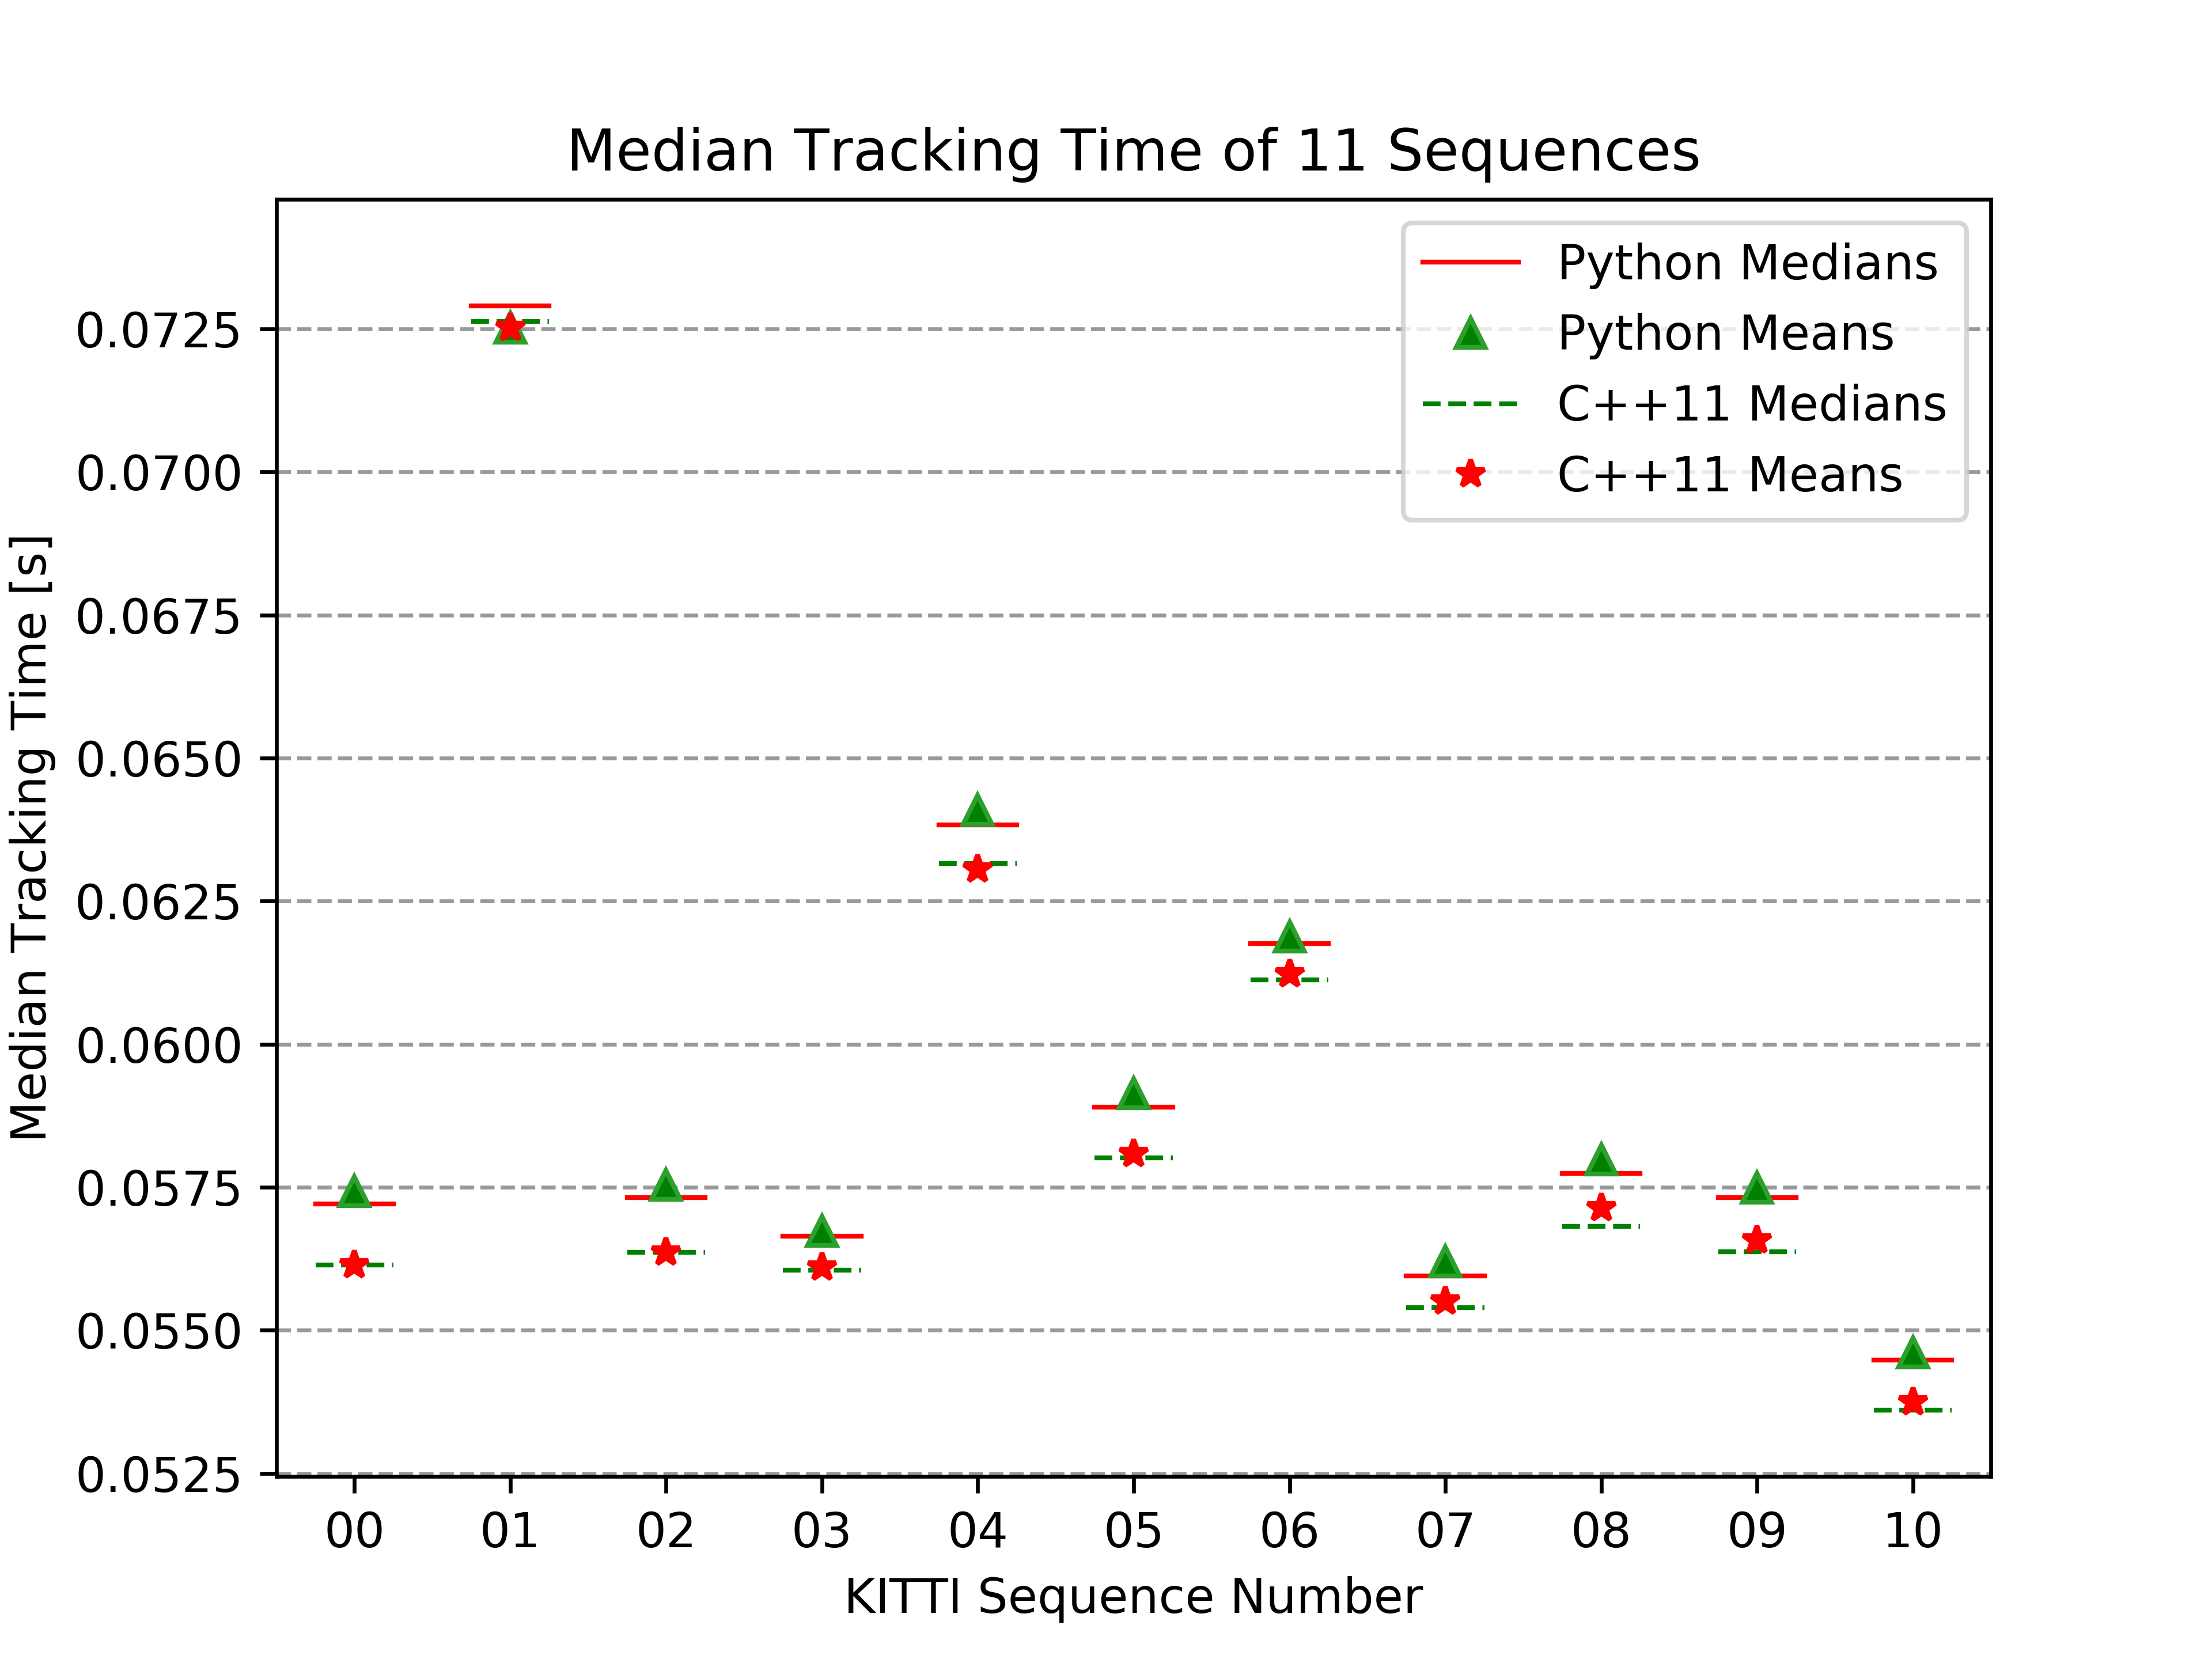 Median Tracking Time of 11 Sequences
Python Medians
Python Means
C++11 Medians
C++11 Means
Median Tracking Time [s]
0.0725
0.0700
0.0675
0.0650
0.0625
0.0600
0.0575
0.0550
0.0525
00 01 02 03 04 05 06 07 08 09 10
KITTI Sequence Number